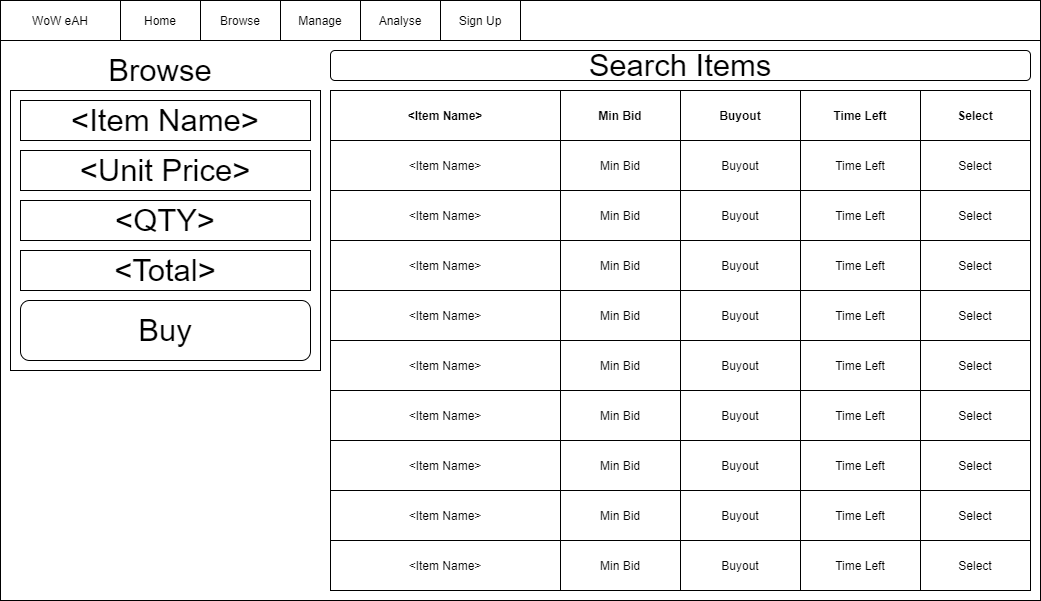 WoW eAH Home Browse Manage Analyse Sign Up
Browse
<Item Name>
<Unit Price>
<QTY>
<Total>
Buy
Search Items
<Item Name> Min Bid Buyout Time Left Select
<Item Name> Min Bid Buyout Time Left Select
<Item Name> Min Bid Buyout Time Left Select
<Item Name> Min Bid Buyout Time Left Select
<Item Name> Min Bid Buyout Time Left Select
<Item Name> Min Bid Buyout Time Left Select
<Item Name> Min Bid Buyout Time Left Select
<Item Name> Min Bid Buyout Time Left Select
<Item Name> Min Bid Buyout Time Left Select
<Item Name> Min Bid Buyout Time Left Select